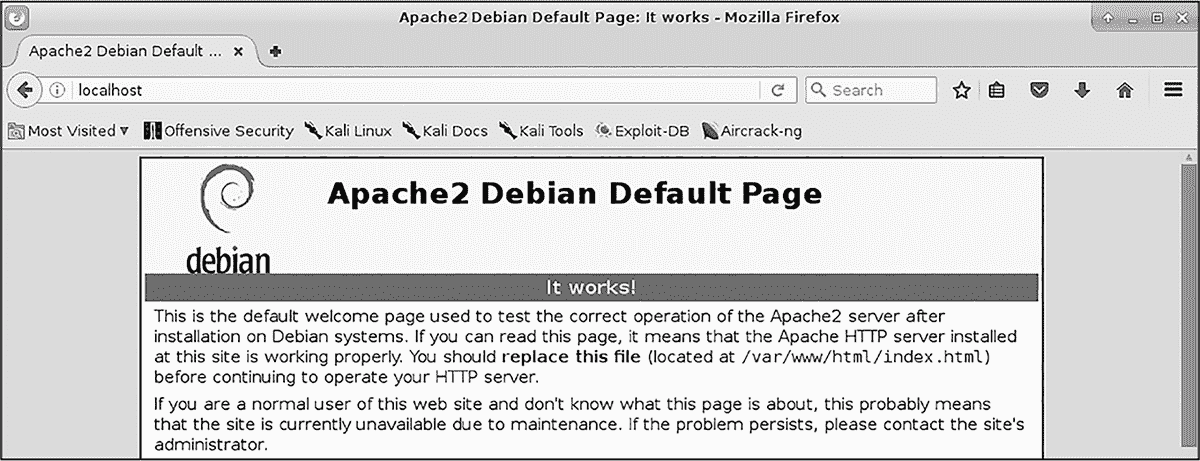 Apache2 Debian Default Page: It works - Mozilla Firefox
Apache2 Debian Default ...
localhost
Search
Most Visited Offensive Security Kali Linux Kali Docs Kali Tools Exploit-DB Aircrack-ng
Apache2 Debian Default Page
debian
It works!
This is the default welcome page used to test the correct operation of the Apache2 server after
installation on Debian systems. If you can read this page, it means that the Apache HTTP server installed
at this site is working properly. You should replace this file (located at /var/www/html/index.html)
before continuing to operate your HTTP server.
If you are a normal user of this web site and don't know what this page is about, this probably means
that the site is currently unavailable due to maintenance. If the problem persists, please contact the site's
administrator.